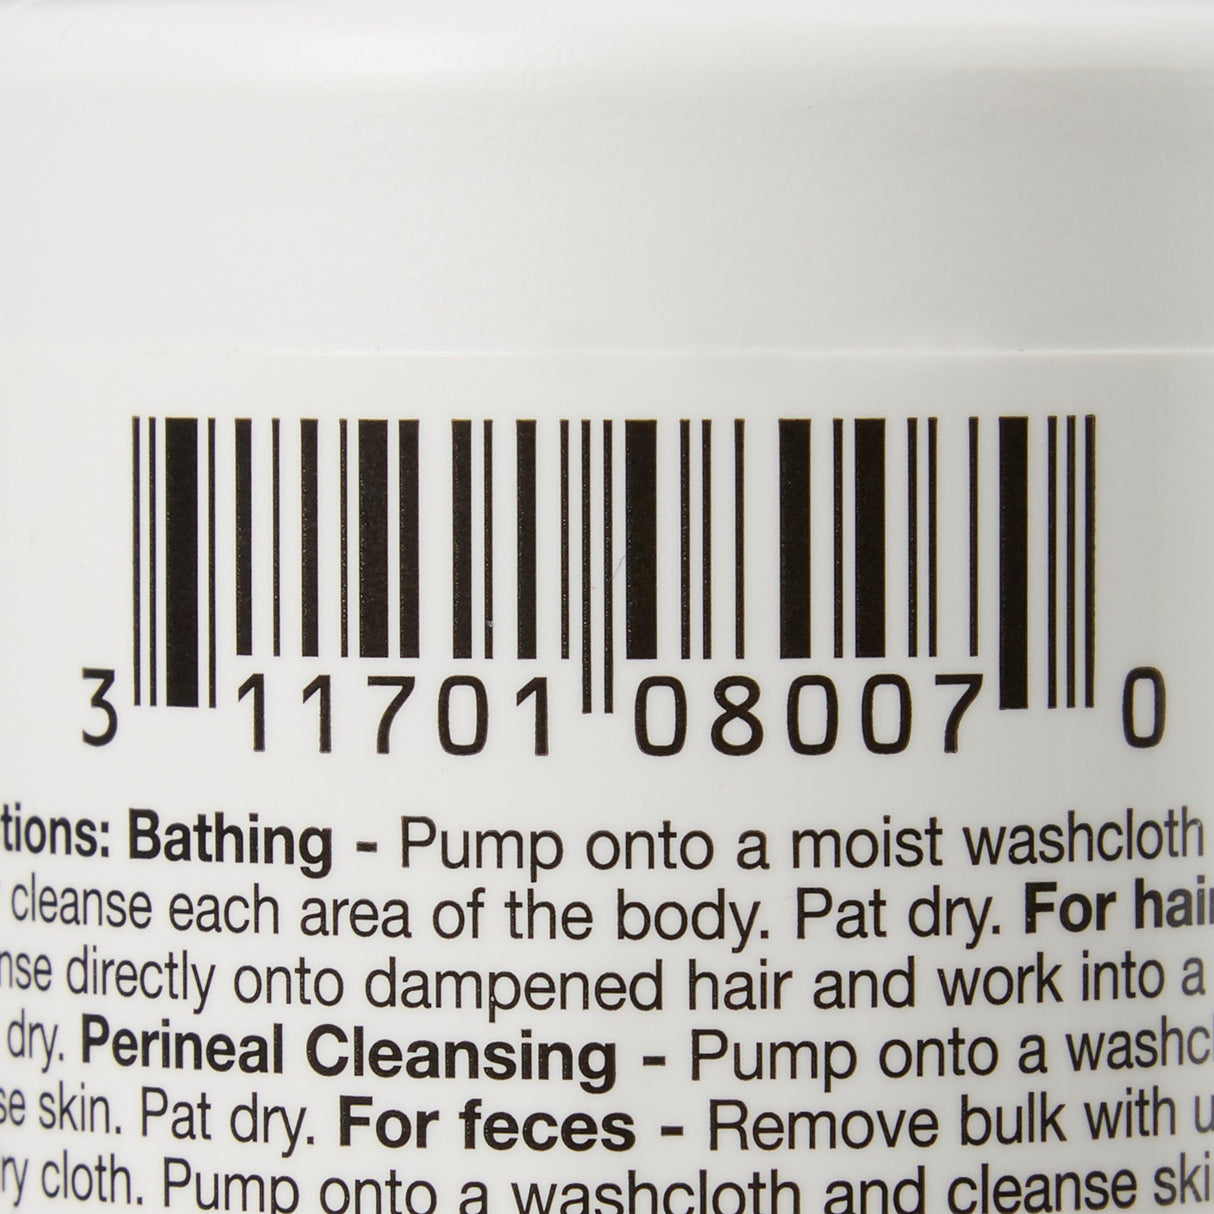 3 11701 08007 0
tions: Bathing - Pump onto a moist washcloth
cleanse each area of the body. Pat dry. For hair
nse directly onto dampened hair and work into a
dry. Perineal Cleansing - Pump onto a washcl
se skin. Pat dry. For feces - Remove bulk with u
ry cloth. Pump onto a washcloth and cleanse ski